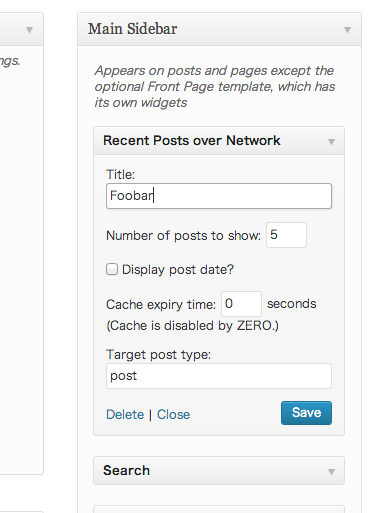 ngs.
Main Sidebar
Appears on posts and pages except the
optional Front Page template, which has
its own widgets
Recent Posts over Network
Title:
Foobar
Number of posts to show: 5
Display post date?
Cache expiry time: 0 seconds
(Cache is disabled by ZERO.)
Target post type:
post
Delete | Close
Save
Search